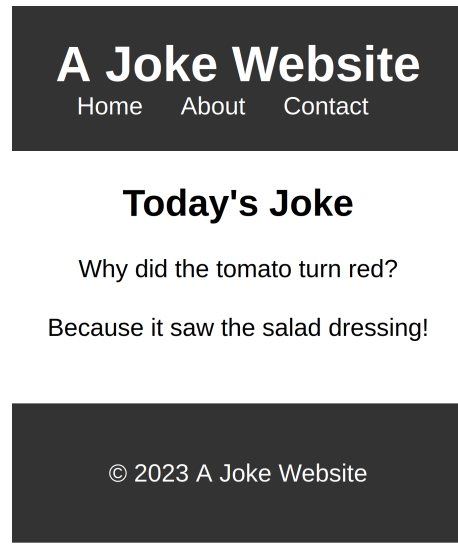 A Joke Website
Home About Contact
Today's Joke
Why did the tomato turn red?
Because it saw the salad dressing!
© 2023 A Joke Website